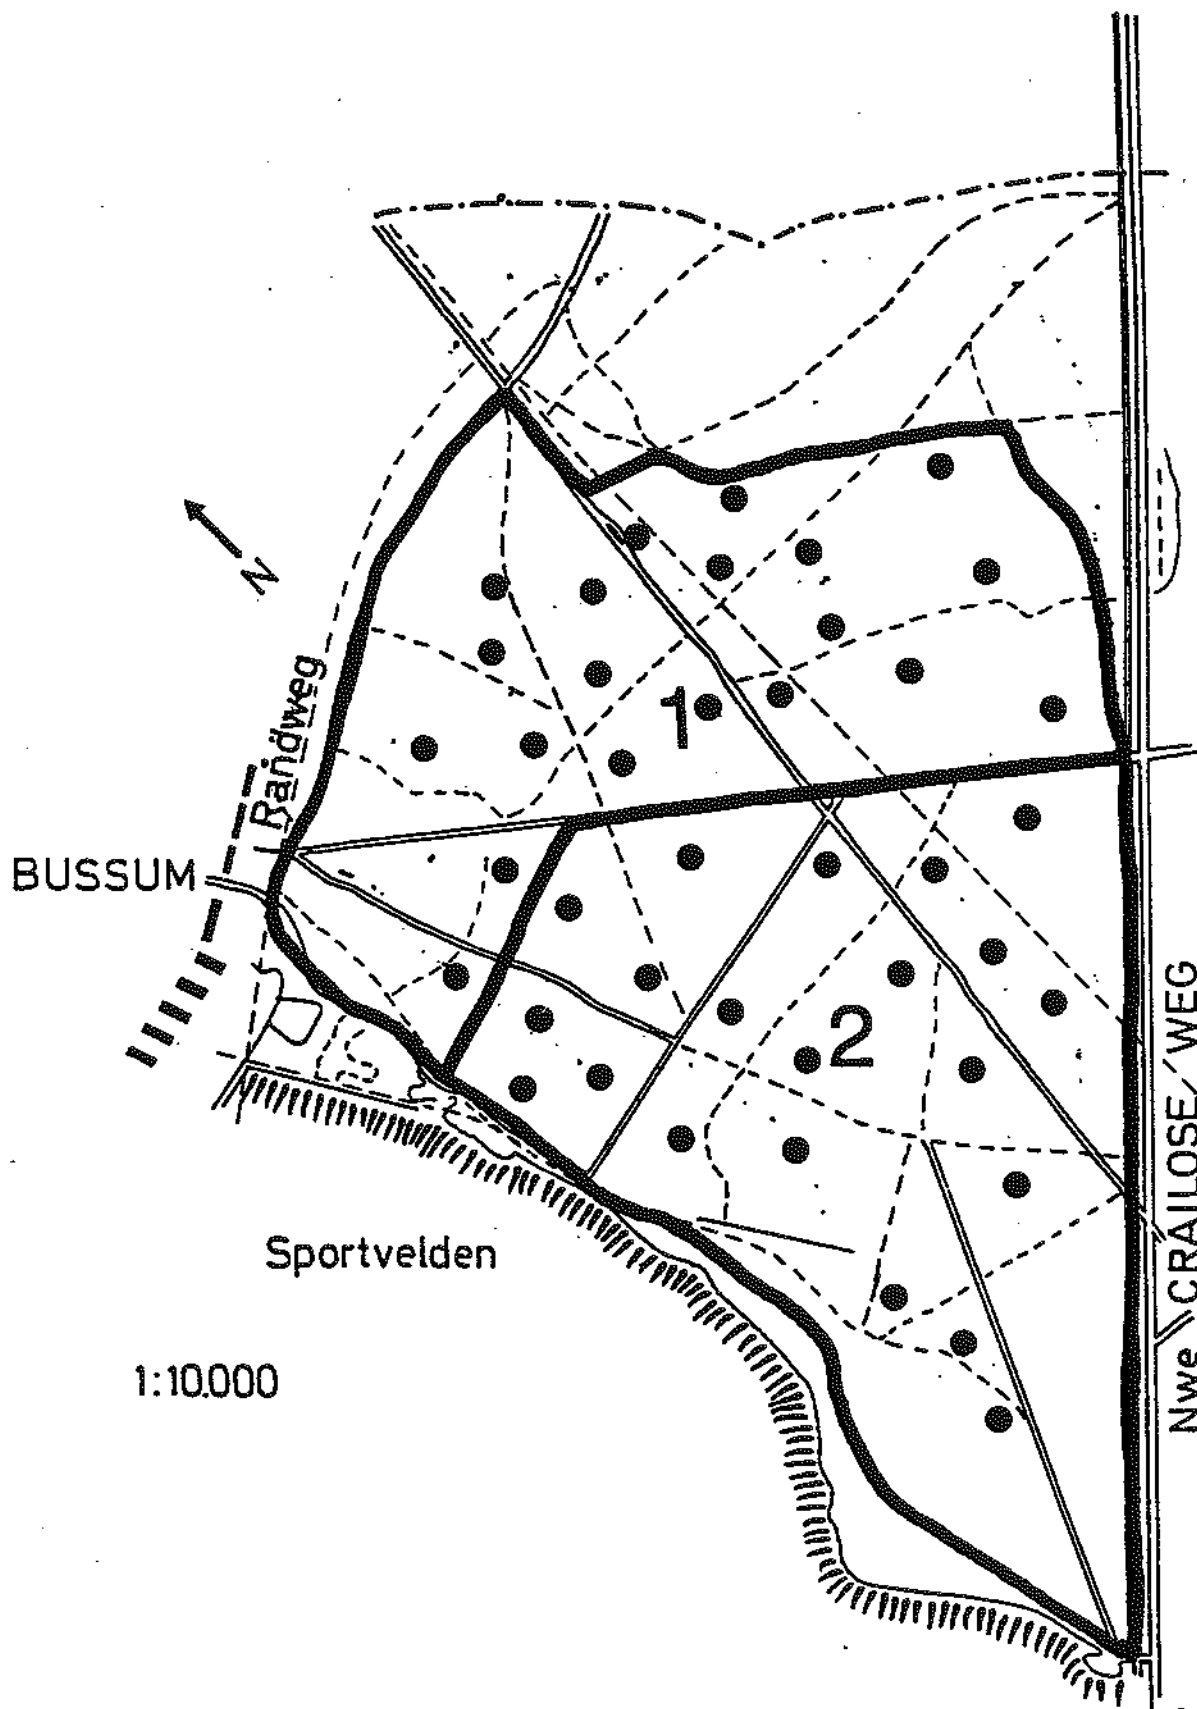 N
Randweg
1
BUSSUM
2
Nwe CRAILOSE WEG
Sportvelden
1:10.000